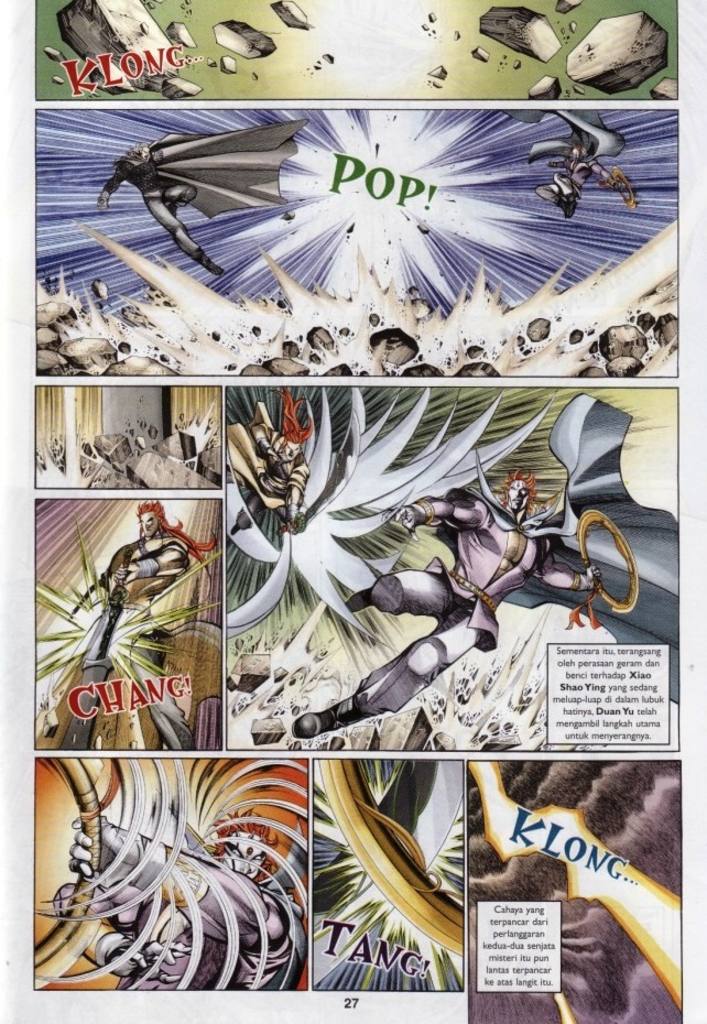 KLONG...
POP!
CHANG!
Sementara itu, terangsang
oleh perasaan geram dan
benci terhadap Xiao
Shao Ying yang sedang
meluap-luap di dalam lubuk
hatinya, Duan Yu telah
mengambil langkah utama
untuk menyerangnya.
TANG!
KLONG...
Cahaya yang
terpancar dari
perlanggaran
kedua-dua senjata
misteri itu pun
lantas terpancar
ke atas langit itu.
27